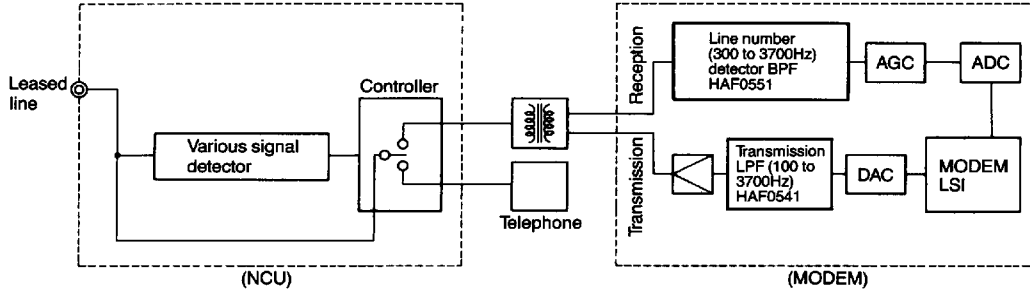 Leased
line
Various signal
detector
Controller
(NCU)
Telephone
Reception
Transmission
Line number
(300 to 3700Hz)
detector BPF
HAF0551
AGC
ADC
Transmission
LPF (100 to
3700Hz)
HAF0541
DAC
MODEM
LSI
(MODEM)